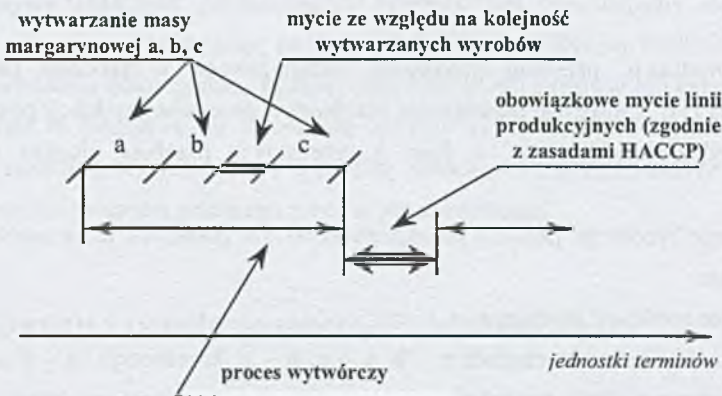 wytwarzanie masy
margarynowej a, b, c
mycie ze względu na kolejność
wytwarzanych wyrobów
obowiązkowe mycie linii
produkcyjnych (zgodnie
z zasadami HACCP)
a b c
jednostki terminów
proces wytwórczy